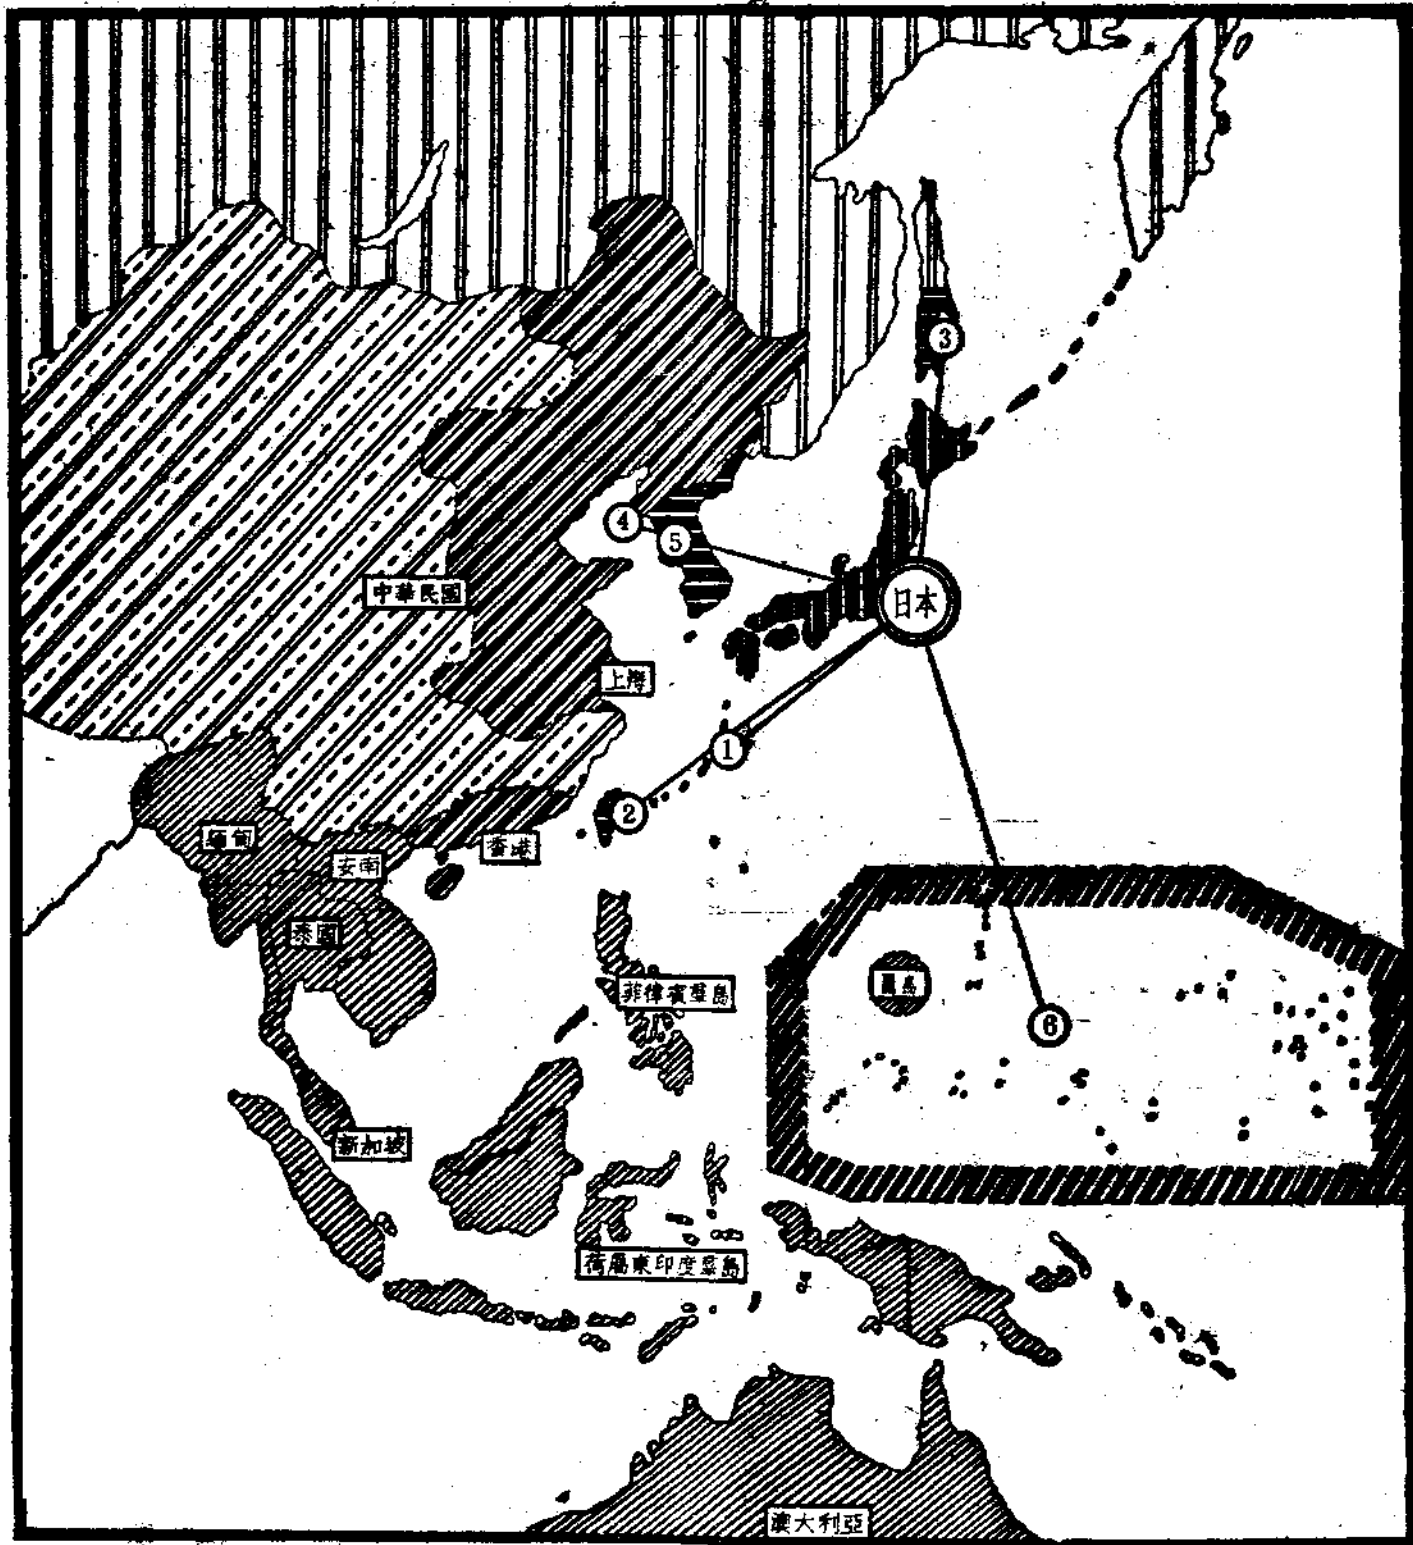 ③
④
⑤
中華民國
日本
上海
①
②
緬甸
香港
安南
泰國
菲律賓羣島
關島
⑥
新加坡
荷屬東印度羣島
澳大利亞